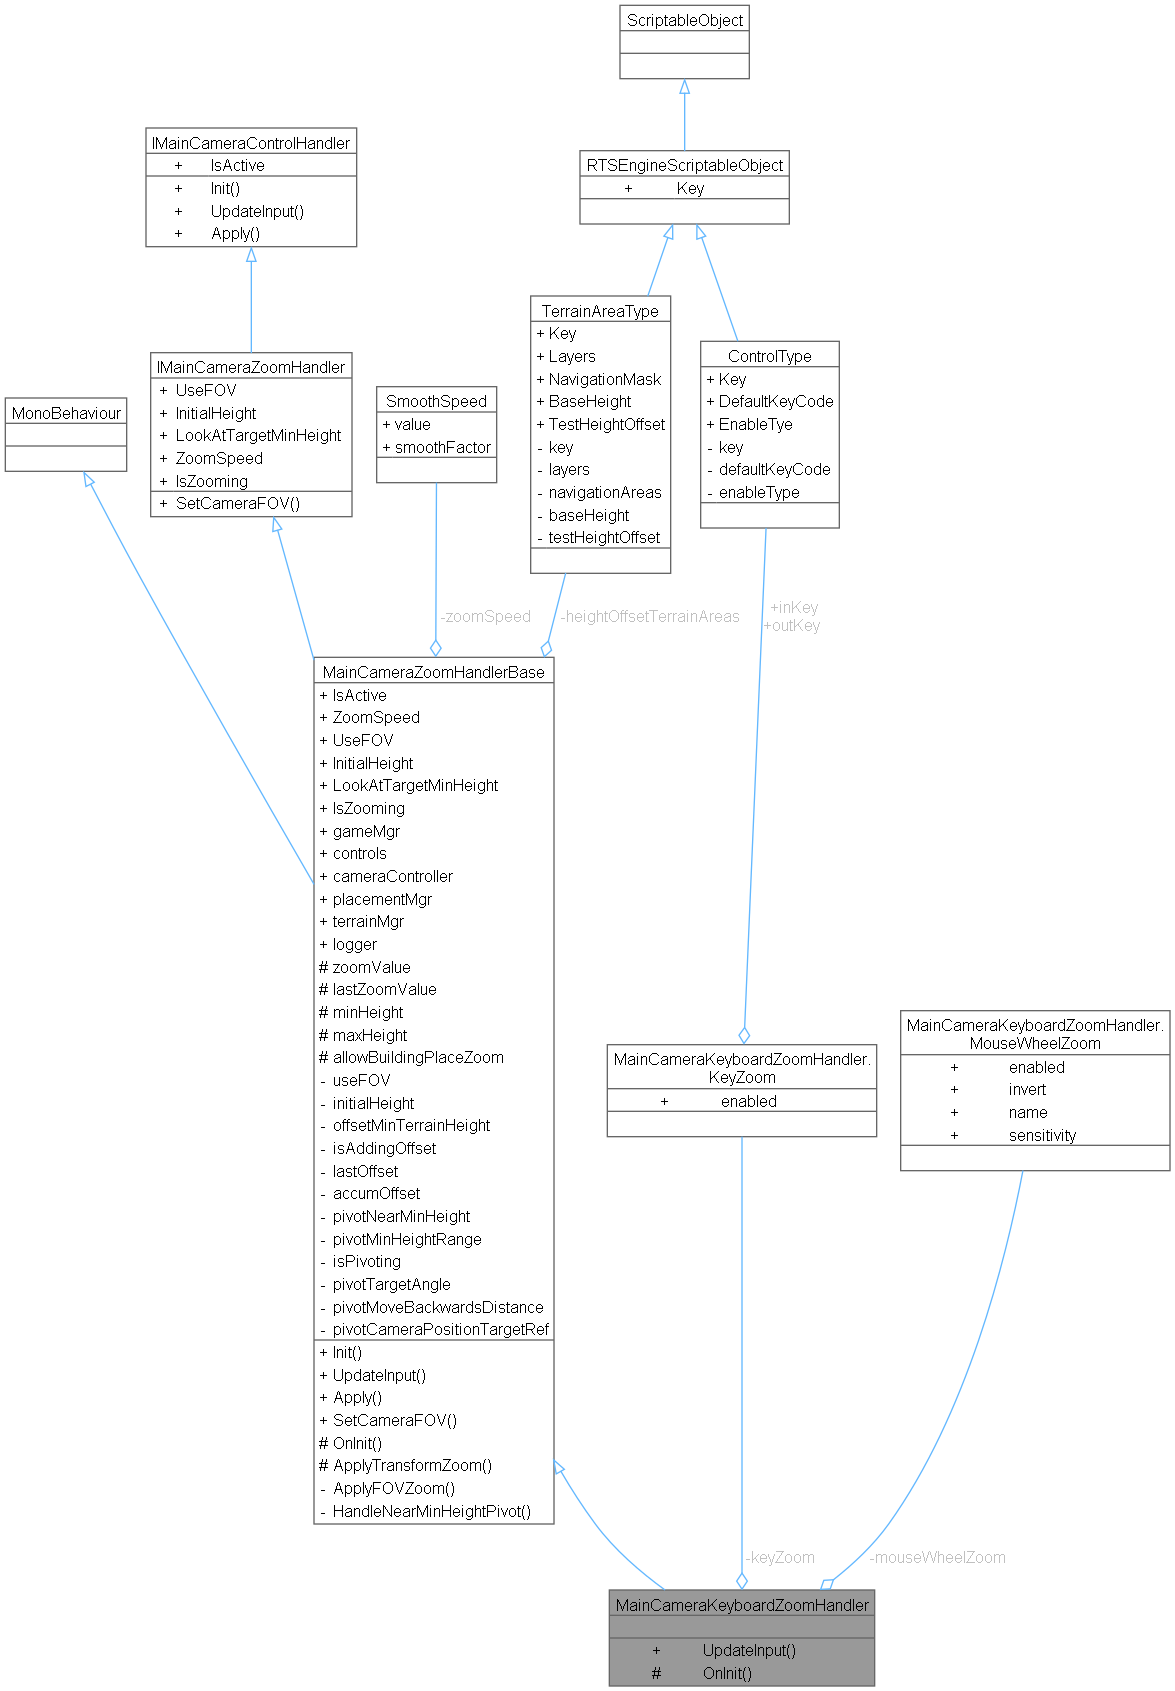 ScriptableObject
IMainCameraControlHandler
+ IsActive
+ Init()
+ UpdateInput()
+ Apply()
RTSEngineScriptableObject
+ Key
TerrainAreaType
+ Key
+ Layers
+ NavigationMask
+ BaseHeight
+ TestHeightOffset
- key
- layers
- navigationAreas
- baseHeight
- testHeightOffset
ControlType
+ Key
+ DefaultKeyCode
+ EnableTye
- key
- defaultKeyCode
- enableType
IMainCameraZoomHandler
+ UseFOV
+ InitialHeight
+ LookAtTargetMinHeight
+ ZoomSpeed
+ IsZooming
+ SetCameraFOV()
SmoothSpeed
+ value
+ smoothFactor
MonoBehaviour
-zoomSpeed
-heightOffsetTerrainAreas
+inKey
+outKey
MainCameraZoomHandlerBase
+ IsActive
+ ZoomSpeed
+ UseFOV
+ InitialHeight
+ LookAtTargetMinHeight
+ IsZooming
+ gameMgr
+ controls
+ cameraController
+ placementMgr
+ terrainMgr
+ logger
# zoomValue
# lastZoomValue
# minHeight
# maxHeight
# allowBuildingPlaceZoom
- useFOV
- initialHeight
- offsetMinTerrainHeight
- isAddingOffset
- lastOffset
- accumOffset
- pivotNearMinHeight
- pivotMinHeightRange
- isPivoting
- pivotTargetAngle
- pivotMoveBackwardsDistance
- pivotCameraPositionTargetRef
+ Init()
+ UpdateInput()
+ Apply()
+ SetCameraFOV()
# OnInit()
# ApplyTransformZoom()
- ApplyFOVZoom()
- HandleNearMinHeightPivot()
MainCameraKeyboardZoomHandler.
KeyZoom
+ enabled
MainCameraKeyboardZoomHandler.
MouseWheelZoom
+ enabled
+ invert
+ name
+ sensitivity
-keyZoom
-mouseWheelZoom
MainCameraKeyboardZoomHandler
+ UpdateInput()
# OnInit()